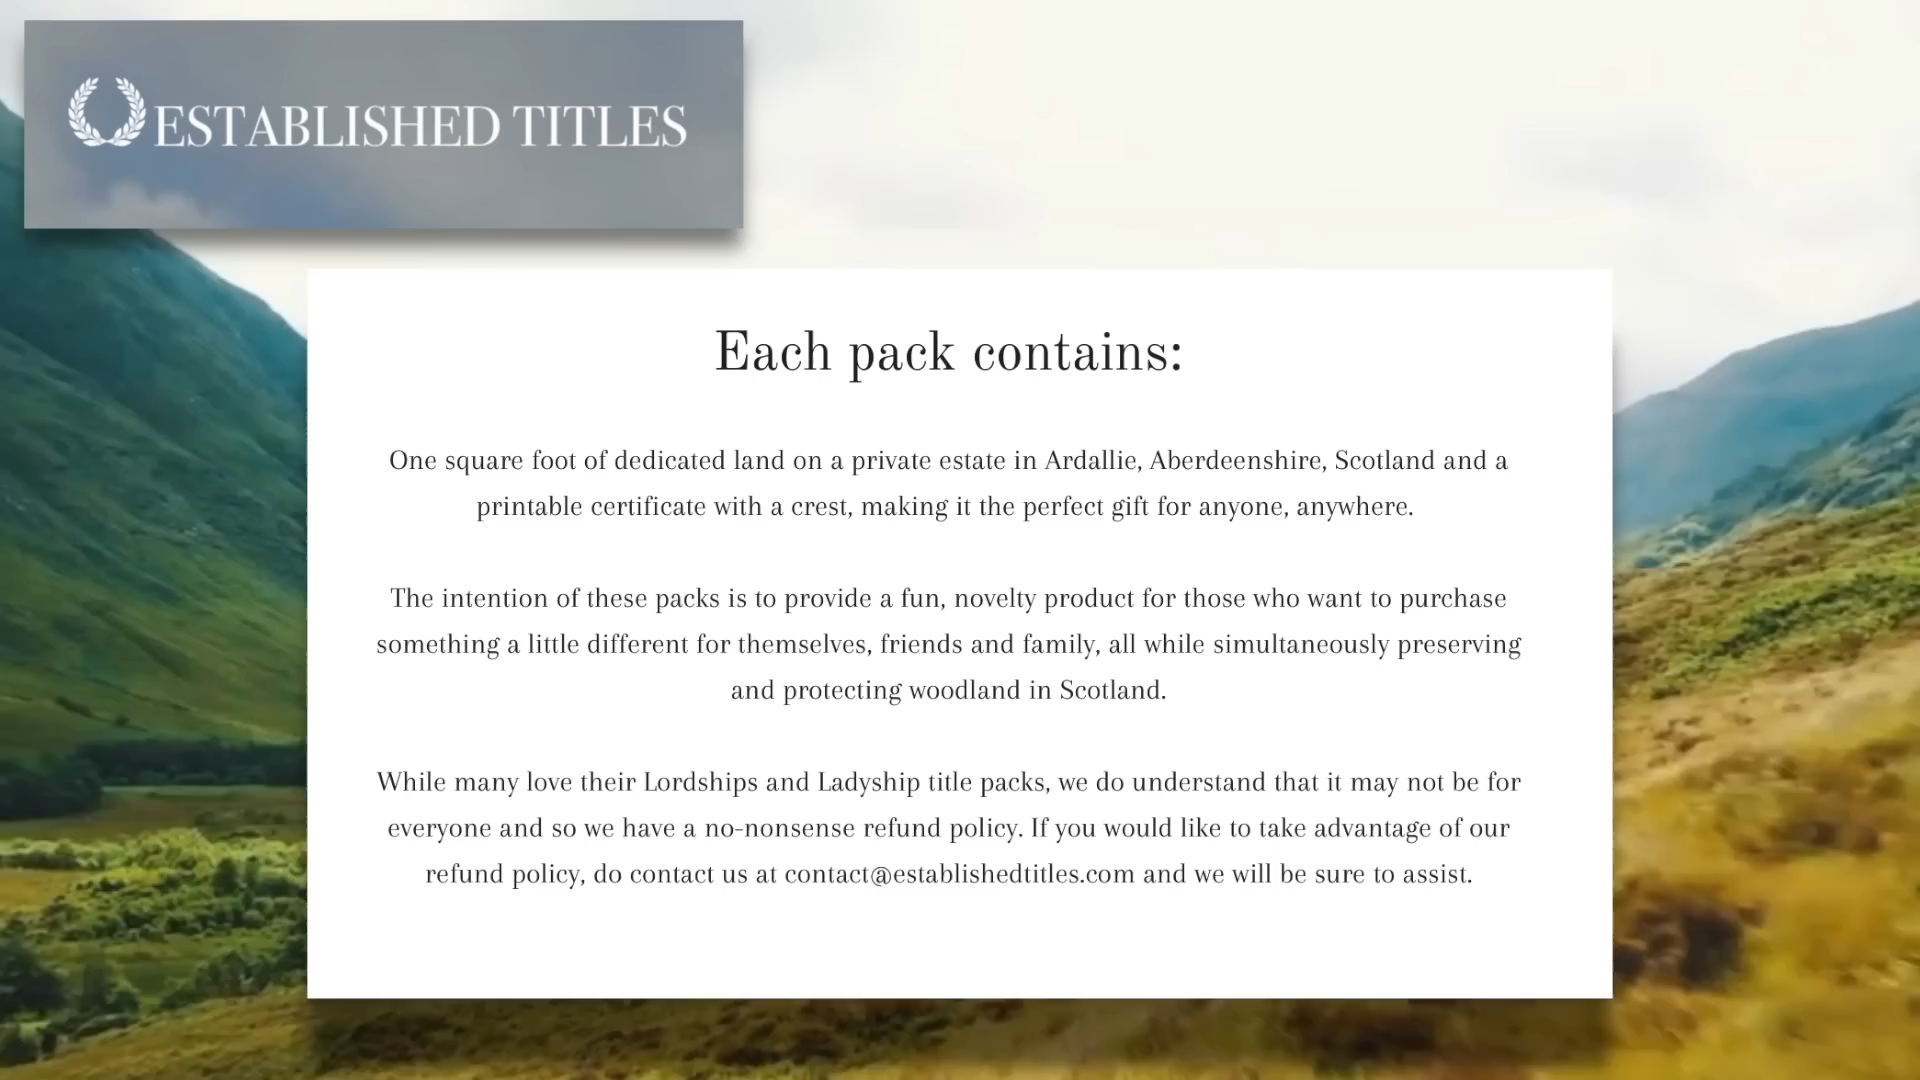 ESTABLISHED TITLES
Each pack contains:
One square foot of dedicated land on a private estate in Ardallie, Aberdeenshire, Scotland and a
printable certificate with a crest, making it the perfect gift for anyone, anywhere.
The intention of these packs is to provide a fun, novelty product for those who want to purchase
something a little different for themselves, friends and family, all while simultaneously preserving
and protecting woodland in Scotland.
While many love their Lordships and Ladyship title packs, we do understand that it may not be for
everyone and so we have a no-nonsense refund policy. If you would like to take advantage of our
refund policy, do contact us at contact@establishedtitles.com and we will be sure to assist.